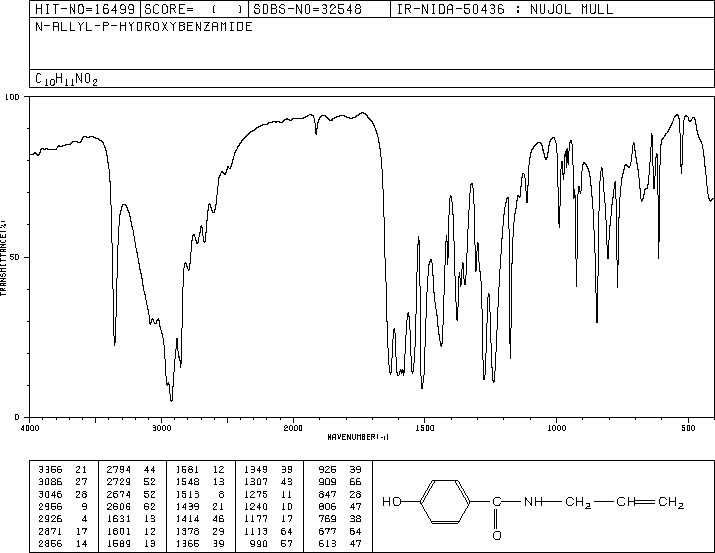 HIT-NO=16499 SCORE= ( ) SDBS-NO=32548 IR-NIDA-50436 : NUJOL MULL
N-ALLYL-P-HYDROXYBENZAMIDE
C10H11NO2
100
TRANSMITTANCE(%)
50
0
4000 3000 2000 1500 1000 500
WAVENUMBER(-1)
3356 21 2794 44 1581 12 1349 39 925 39
3086 27 2729 52 1548 13 1307 43 909 66
3046 28 2674 52 1513 8 1275 11 847 28
2956 9 2606 62 1439 21 1240 10 806 47
2926 4 1631 13 1414 46 1177 17 769 38
2871 17 1601 12 1378 29 1113 64 677 64
2856 14 1589 13 1365 39 990 57 613 47
HO C NH CH2 CH CH2
O